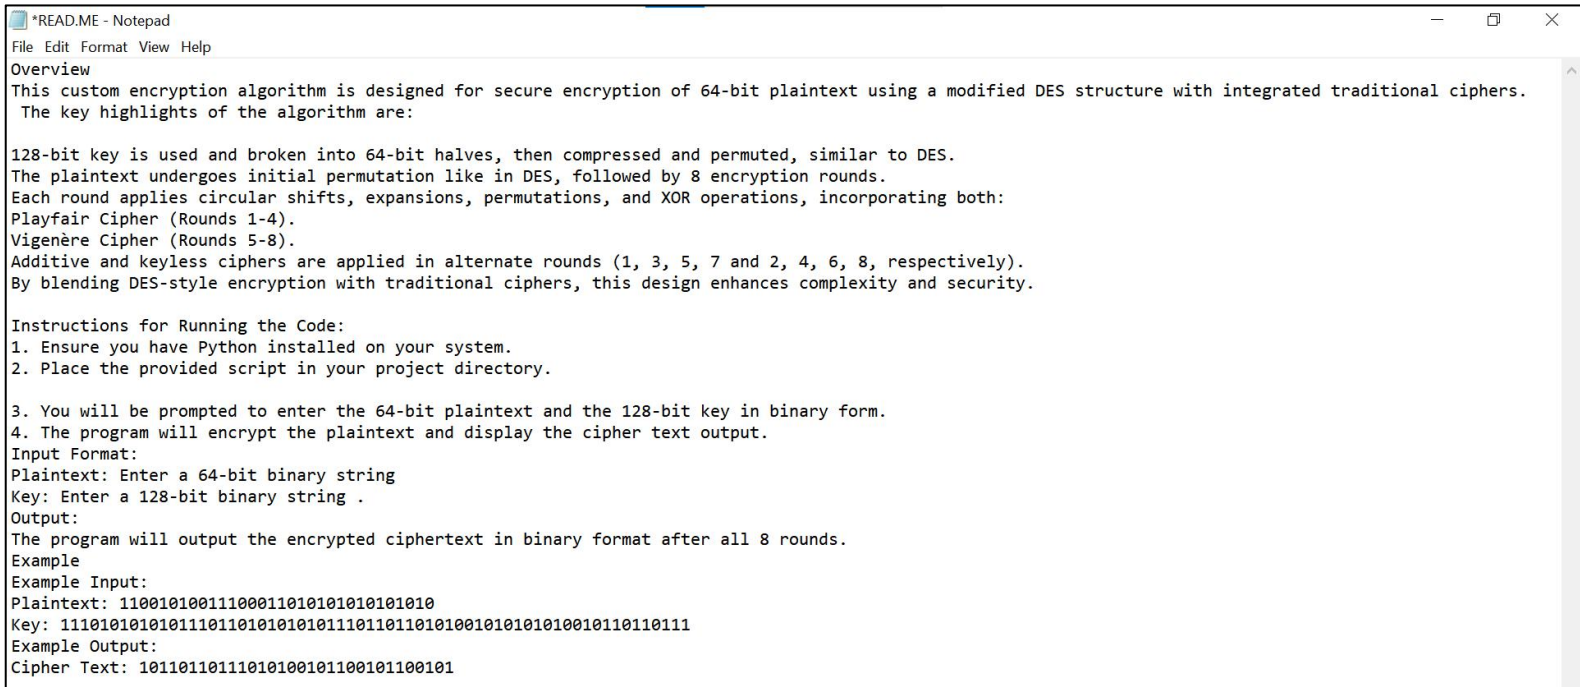 *READ.ME - Notepad
File Edit Format View Help
Overview
This custom encryption algorithm is designed for secure encryption of 64-bit plaintext using a modified DES structure with integrated traditional ciphers.
The key highlights of the algorithm are:
128-bit key is used and broken into 64-bit halves, then compressed and permuted, similar to DES.
The plaintext undergoes initial permutation like in DES, followed by 8 encryption rounds.
Each round applies circular shifts, expansions, permutations, and XOR operations, incorporating both:
Playfair Cipher (Rounds 1-4).
Vigenère Cipher (Rounds 5-8).
Additive and keyless ciphers are applied in alternate rounds (1, 3, 5, 7 and 2, 4, 6, 8, respectively).
By blending DES-style encryption with traditional ciphers, this design enhances complexity and security.
Instructions for Running the Code:
1. Ensure you have Python installed on your system.
2. Place the provided script in your project directory.
3. You will be prompted to enter the 64-bit plaintext and the 128-bit key in binary form.
4. The program will encrypt the plaintext and display the cipher text output.
Input Format:
Plaintext: Enter a 64-bit binary string
Key: Enter a 128-bit binary string .
Output:
The program will output the encrypted ciphertext in binary format after all 8 rounds.
Example
Example Input:
Plaintext: 11001010011100011010101010101010
Key: 1110101010101110110101010101110110110101001010101010010110110111
Example Output:
Cipher Text: 10110110111010100101100101100101